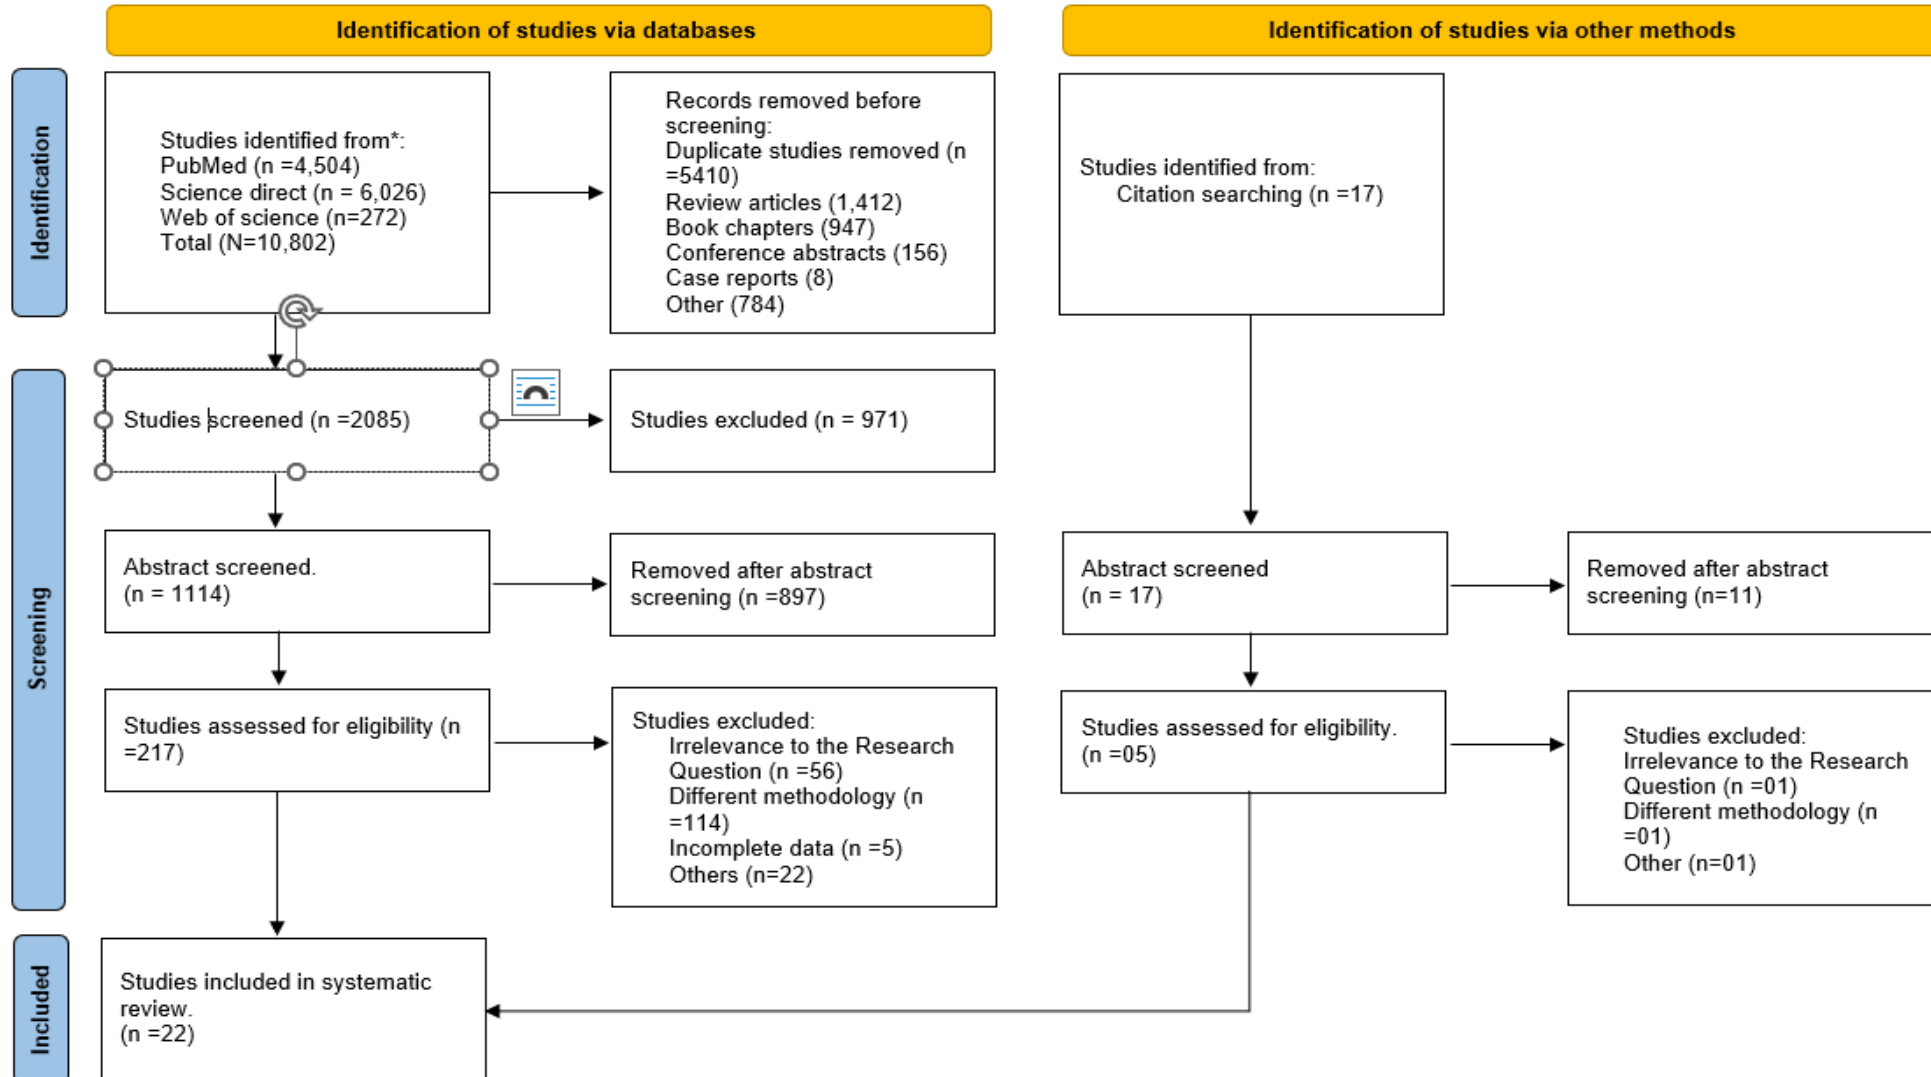 Identification of studies via databases
Identification of studies via other methods
Identification
Studies identified from*:
PubMed (n =4,504)
Science direct (n = 6,026)
Web of science (n=272)
Total (N=10,802)
Records removed before
screening:
Duplicate studies removed (n
=5410)
Review articles (1,412)
Book chapters (947)
Conference abstracts (156)
Case reports (8)
Other (784)
Studies identified from:
Citation searching (n =17)
Screening
Studies screened (n =2085)
Studies excluded (n = 971)
Abstract screened.
(n = 1114)
Removed after abstract
screening (n =897)
Abstract screened
(n = 17)
Removed after abstract
screening (n=11)
Studies assessed for eligibility (n
=217)
Studies excluded:
Irrelevance to the Research
Question (n =56)
Different methodology (n
=114)
Incomplete data (n =5)
Others (n=22)
Studies assessed for eligibility.
(n =05)
Studies excluded:
Irrelevance to the Research
Question (n =01)
Different methodology (n
=01)
Other (n=01)
Included
Studies included in systematic
review.
(n =22)